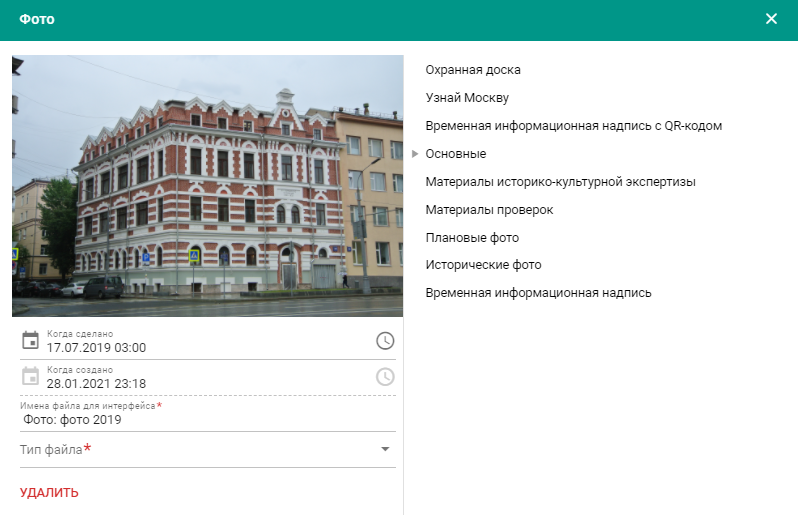 Фото
Охранная доска
Узнай Москву
Временная информационная надпись с QR-кодом
Основные
Материалы историко-культурной экспертизы
Материалы проверок
Плановые фото
Исторические фото
Временная информационная надпись
Когда сделано
17.07.2019 03:00
Когда создано
28.01.2021 23:18
Имена файла для интерфейса*
Фото: фото 2019
Тип файла*
УДАЛИТЬ